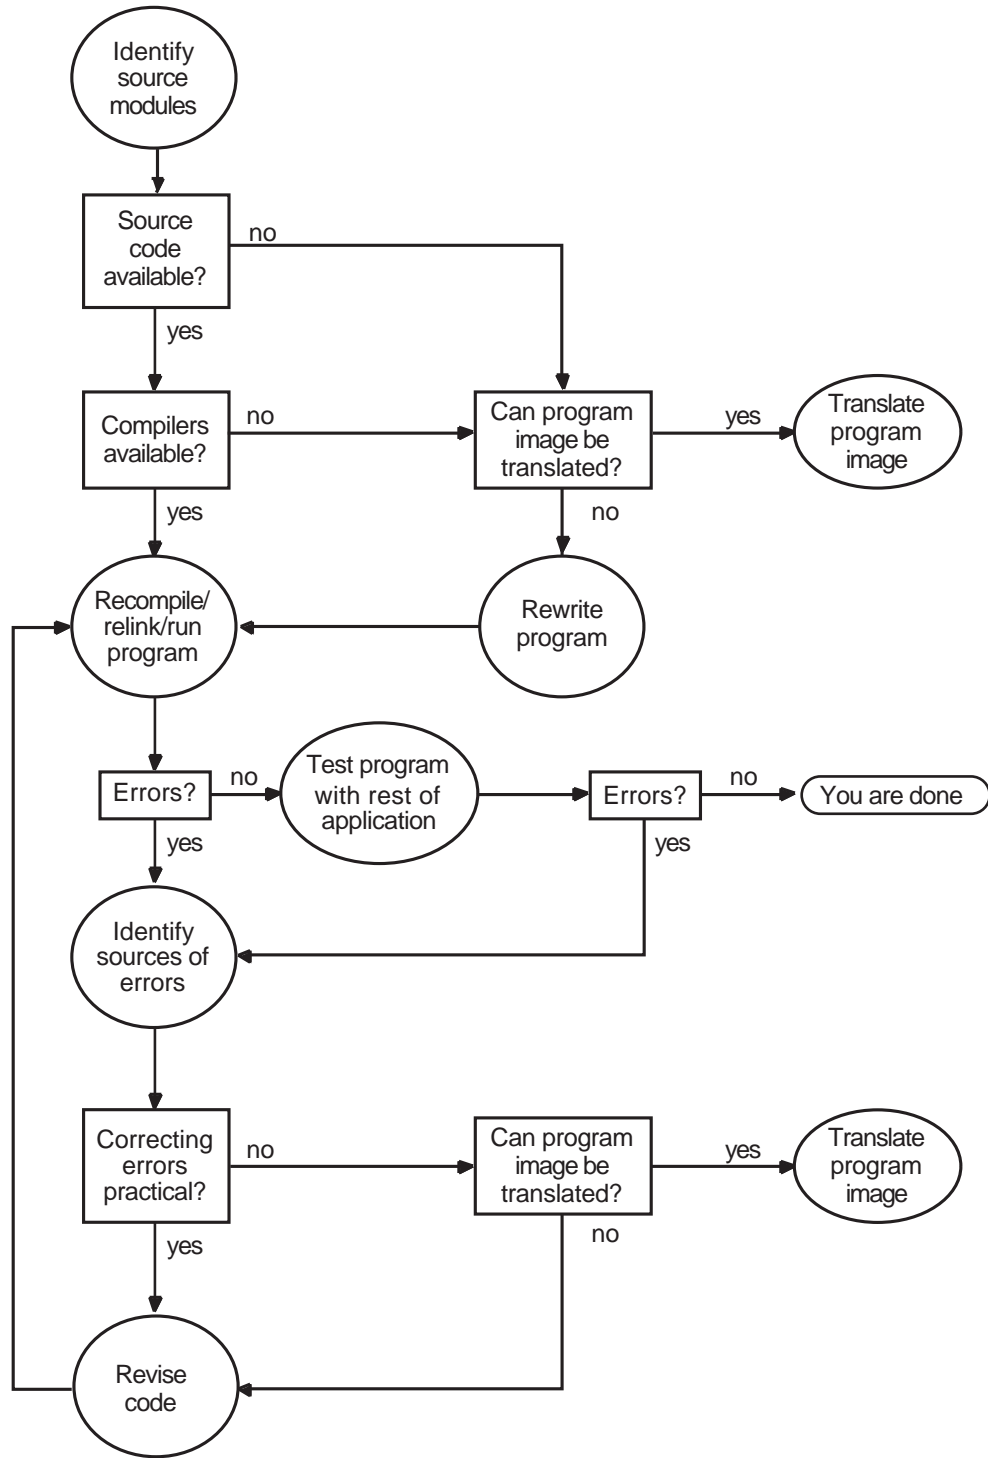 Identify
source
modules
Source
code
available?
no
yes
Compilers
available?
no
Can program
image be
translated?
yes
Translate
program
image
yes
no
Recompile/
relink/run
program
Rewrite
program
Errors?
no
Test program
with rest of
application
Errors?
no
You are done
yes
yes
Identify
sources of
errors
Correcting
errors
practical?
no
Can program
image be
translated?
yes
Translate
program
image
yes
no
Revise
code